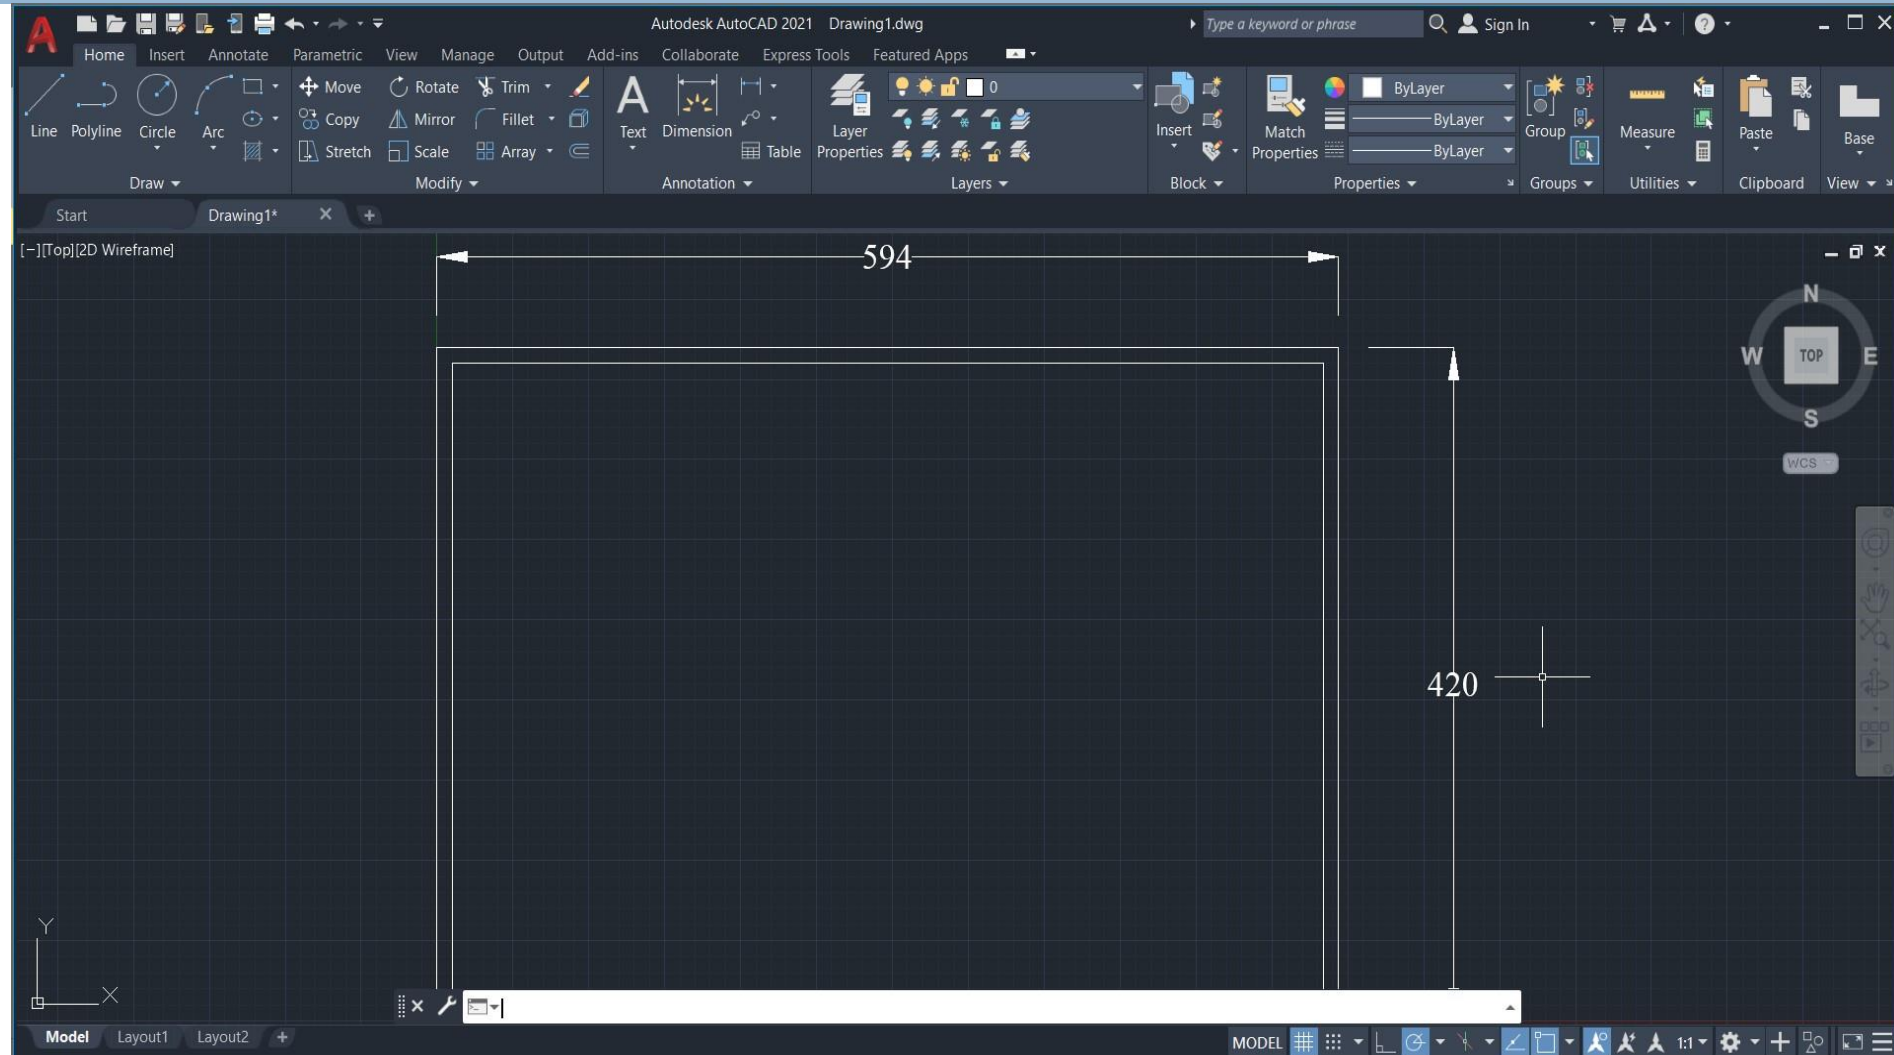 Autodesk AutoCAD 2021 Drawing1.dwg
Type a keyword or phrase
Sign In
Home Insert Annotate Parametric View Manage Output Add-ins Collaborate Express Tools Featured Apps
Line Polyline Circle Arc
Move Rotate Trim
Copy Mirror Fillet
Stretch Scale Array
Text Dimension
Table
Layer
Properties
0
Insert
Match
Properties
ByLayer
ByLayer
ByLayer
Group
Measure
Paste
Base
Draw Modify Annotation Layers Block Properties Groups Utilities Clipboard View
Start Drawing1*
[−][Top][2D Wireframe]
594
N
W TOP E
S
WCS
420
Y
X
Model Layout1 Layout2
MODEL 1:1